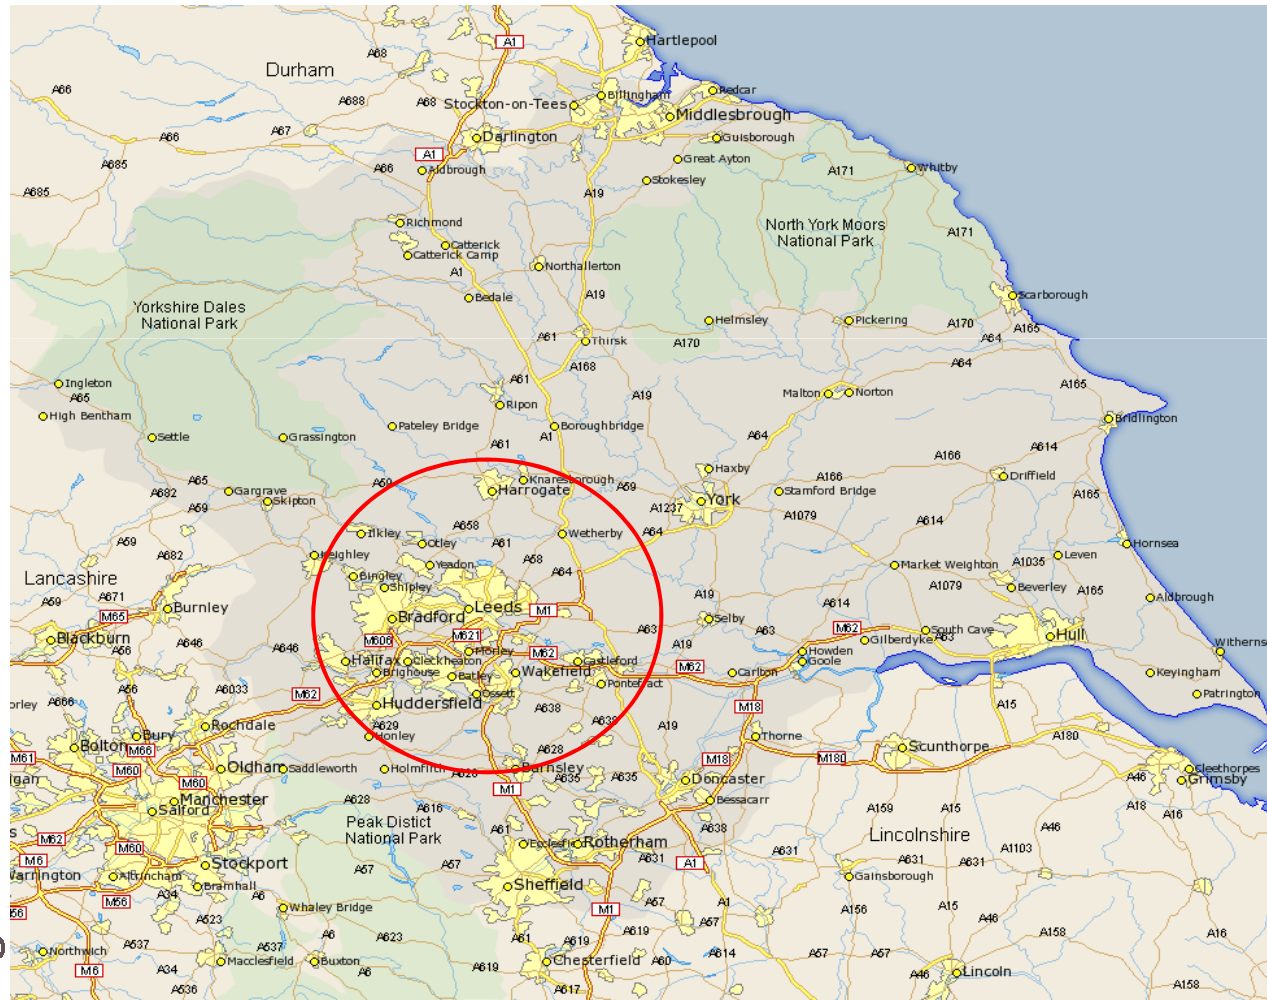 Hartlepool
A1
A68
Durham
A66
A688
A68
Stockton-on-Tees
Billingham
Redcar
Middlesbrough
A67
A66
Darlington
Guisborough
A1
Great Ayton
A685
A66
Aldbrough
A171
Whitby
Stokesley
A685
A19
Richmond
North York Moors
National Park
A171
Catterick
Catterick Camp
A1
Northallerton
Bedale
A19
Scarborough
Yorkshire Dales
National Park
Helmsley
Pickering
A170
A165
A61
Thirsk
A170
A64
A168
A64
Ingleton
A65
A61
A165
Malton
Norton
A19
Ripon
High Bentham
Bridlington
Settle
Grassington
Pateley Bridge
A1
Boroughbridge
A64
A61
A614
A166
Haxby
A65
A59
Knaresborough
A166
Driffield
A682
Gargrave
Harrogate
A59
York
Stamford Bridge
A165
Skipton
A59
A1237
A1079
A614
A658
Ilkley
Wetherby
A64
A59
Otley
A61
Hornsea
A682
Keighley
A58
Leven
Yeadon
A64
Market Weighton
A1035
Lancashire
Bingley
Shipley
A1079
Beverley
A165
A59
A671
A19
Aldbrough
M65
Burnley
Leeds
M1
A614
Bradford
Selby
M62
A63
A63
South Cave
A63
Hull
Blackburn
M606
M621
A19
Gilberdyke
A646
A646
Morley
M62
Howden
Withernse
A56
Halifax
Cleckheaton
Castleford
M62
Goole
Brighouse
Batley
Wakefield
Carlton
Keyingham
Pontefract
A56
A6033
M62
Ossett
Patrington
A666
Huddersfield
A638
M18
A15
orley
Rochdale
A629
A638
A19
Bury
Honley
Thorne
A180
Bolton
M66
A628
Scunthorpe
M61
M180
M18
igan
M60
Oldham
Saddleworth
Holmfirth
A628
Barnsley
A635
A635
Cleethorpes
Doncaster
A46
Grimsby
M60
M1
Manchester
A628
A616
Bessacarr
A159
A15
A18
A16
Salford
Peak Distict
National Park
A61
A638
Lincolnshire
A46
s
M62
M60
Ecclesfie
Rotherham
A1103
M6
Stockport
A57
A57
A631
A1
A631
A631
A631
Warrington
Altrincham
Gainsborough
Bramhall
Sheffield
A34
A6
A57
A1
M56
M56
Whaley Bridge
M1
A156
A15
A46
A523
A61
A619
A619
A158
A16
A537
A537
A6
A623
Northwich
A614
A57
A57
Macclesfield
Buxton
Chesterfield
A60
M6
A34
A6
A619
A46
Lincoln
A536
A617
A158